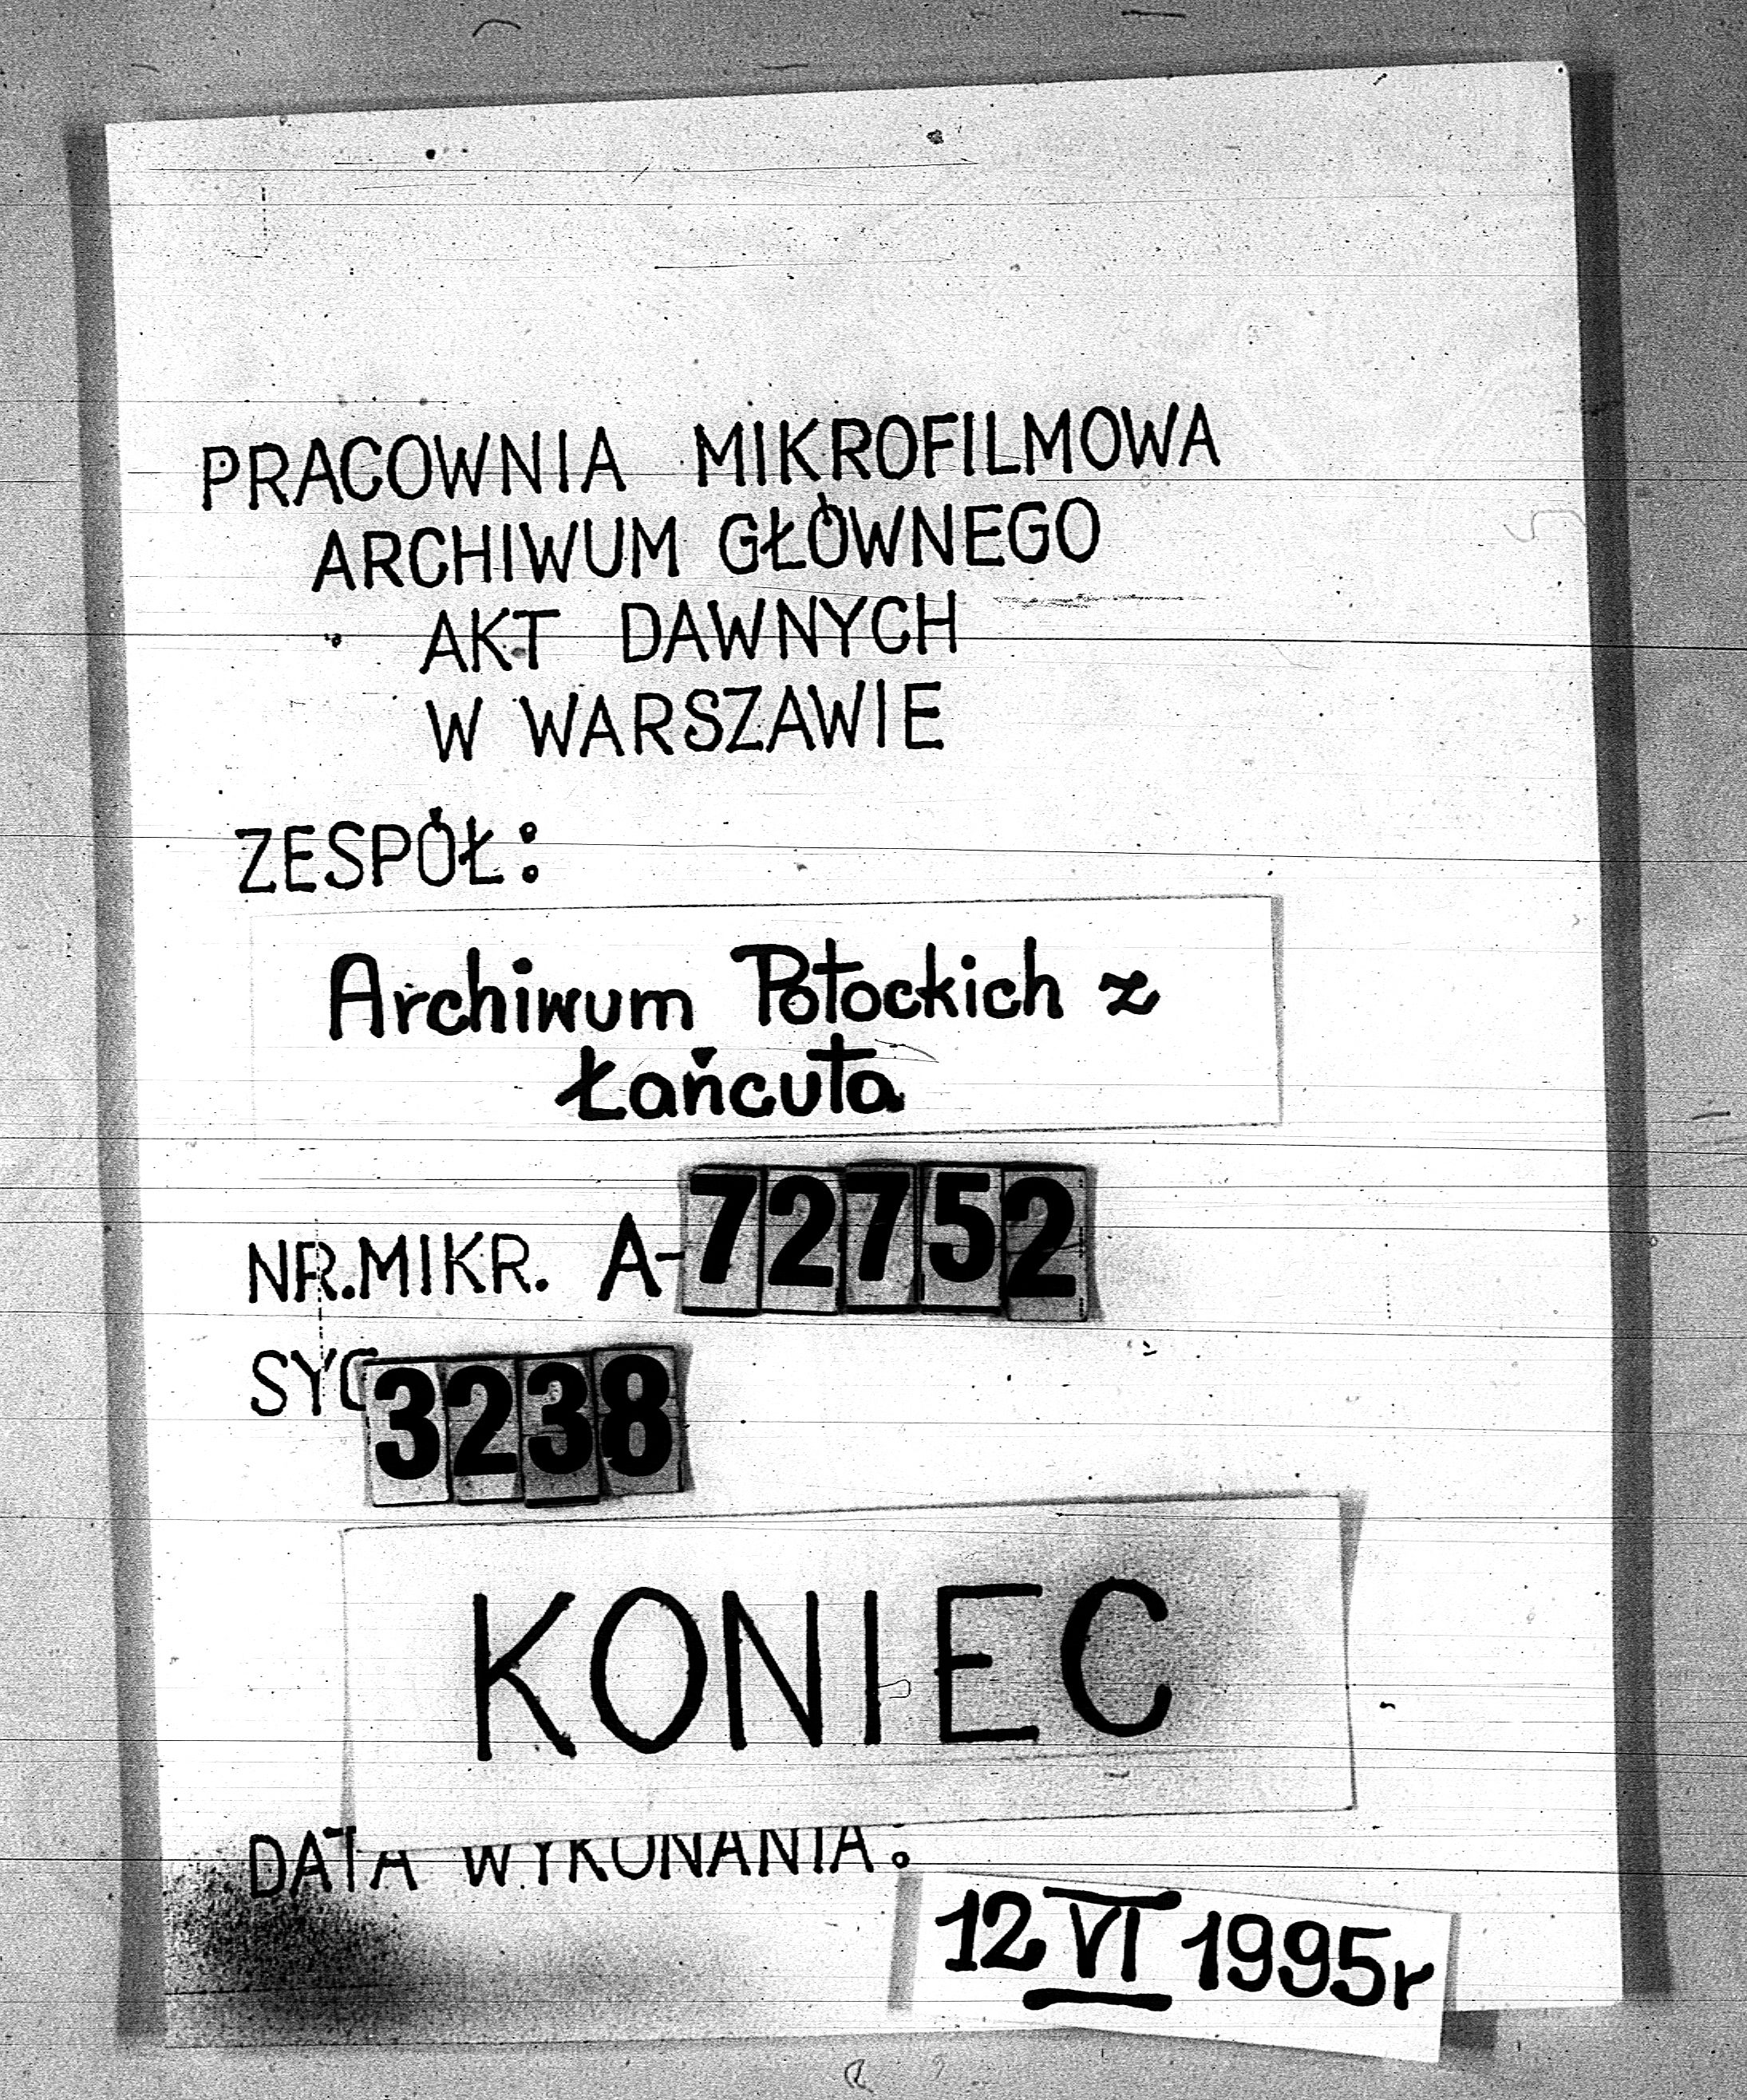 PRACOWNIA MIKROFILMOWA
ARCHIWUM GŁÓWNEGO
AKT DAWNYCH
W WARSZAWIE
ZESPÓŁ:
Archiwum Potockich z
Łańcuta
NR.MIKR. A-72752
SYG 3238
KONIEC
DATA WYKONANIA:
12 VI 1995r